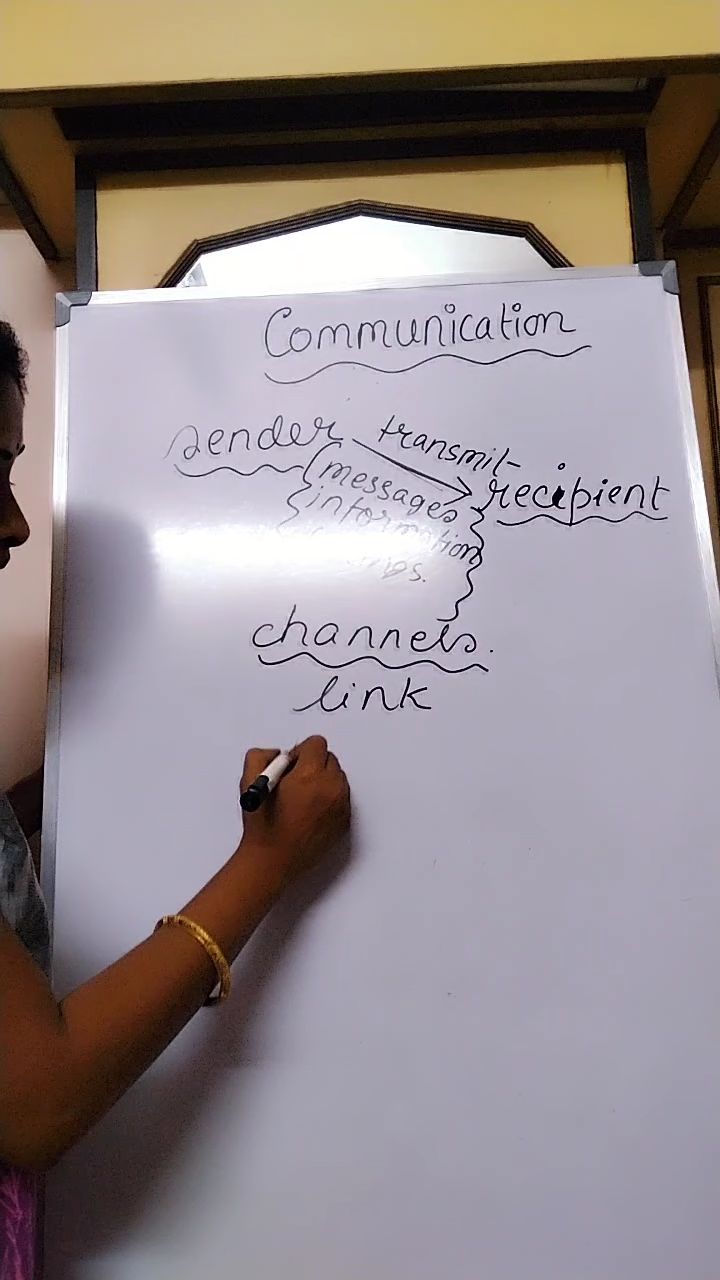 Communication
sender transmit
messages recipient
information
channels.
link